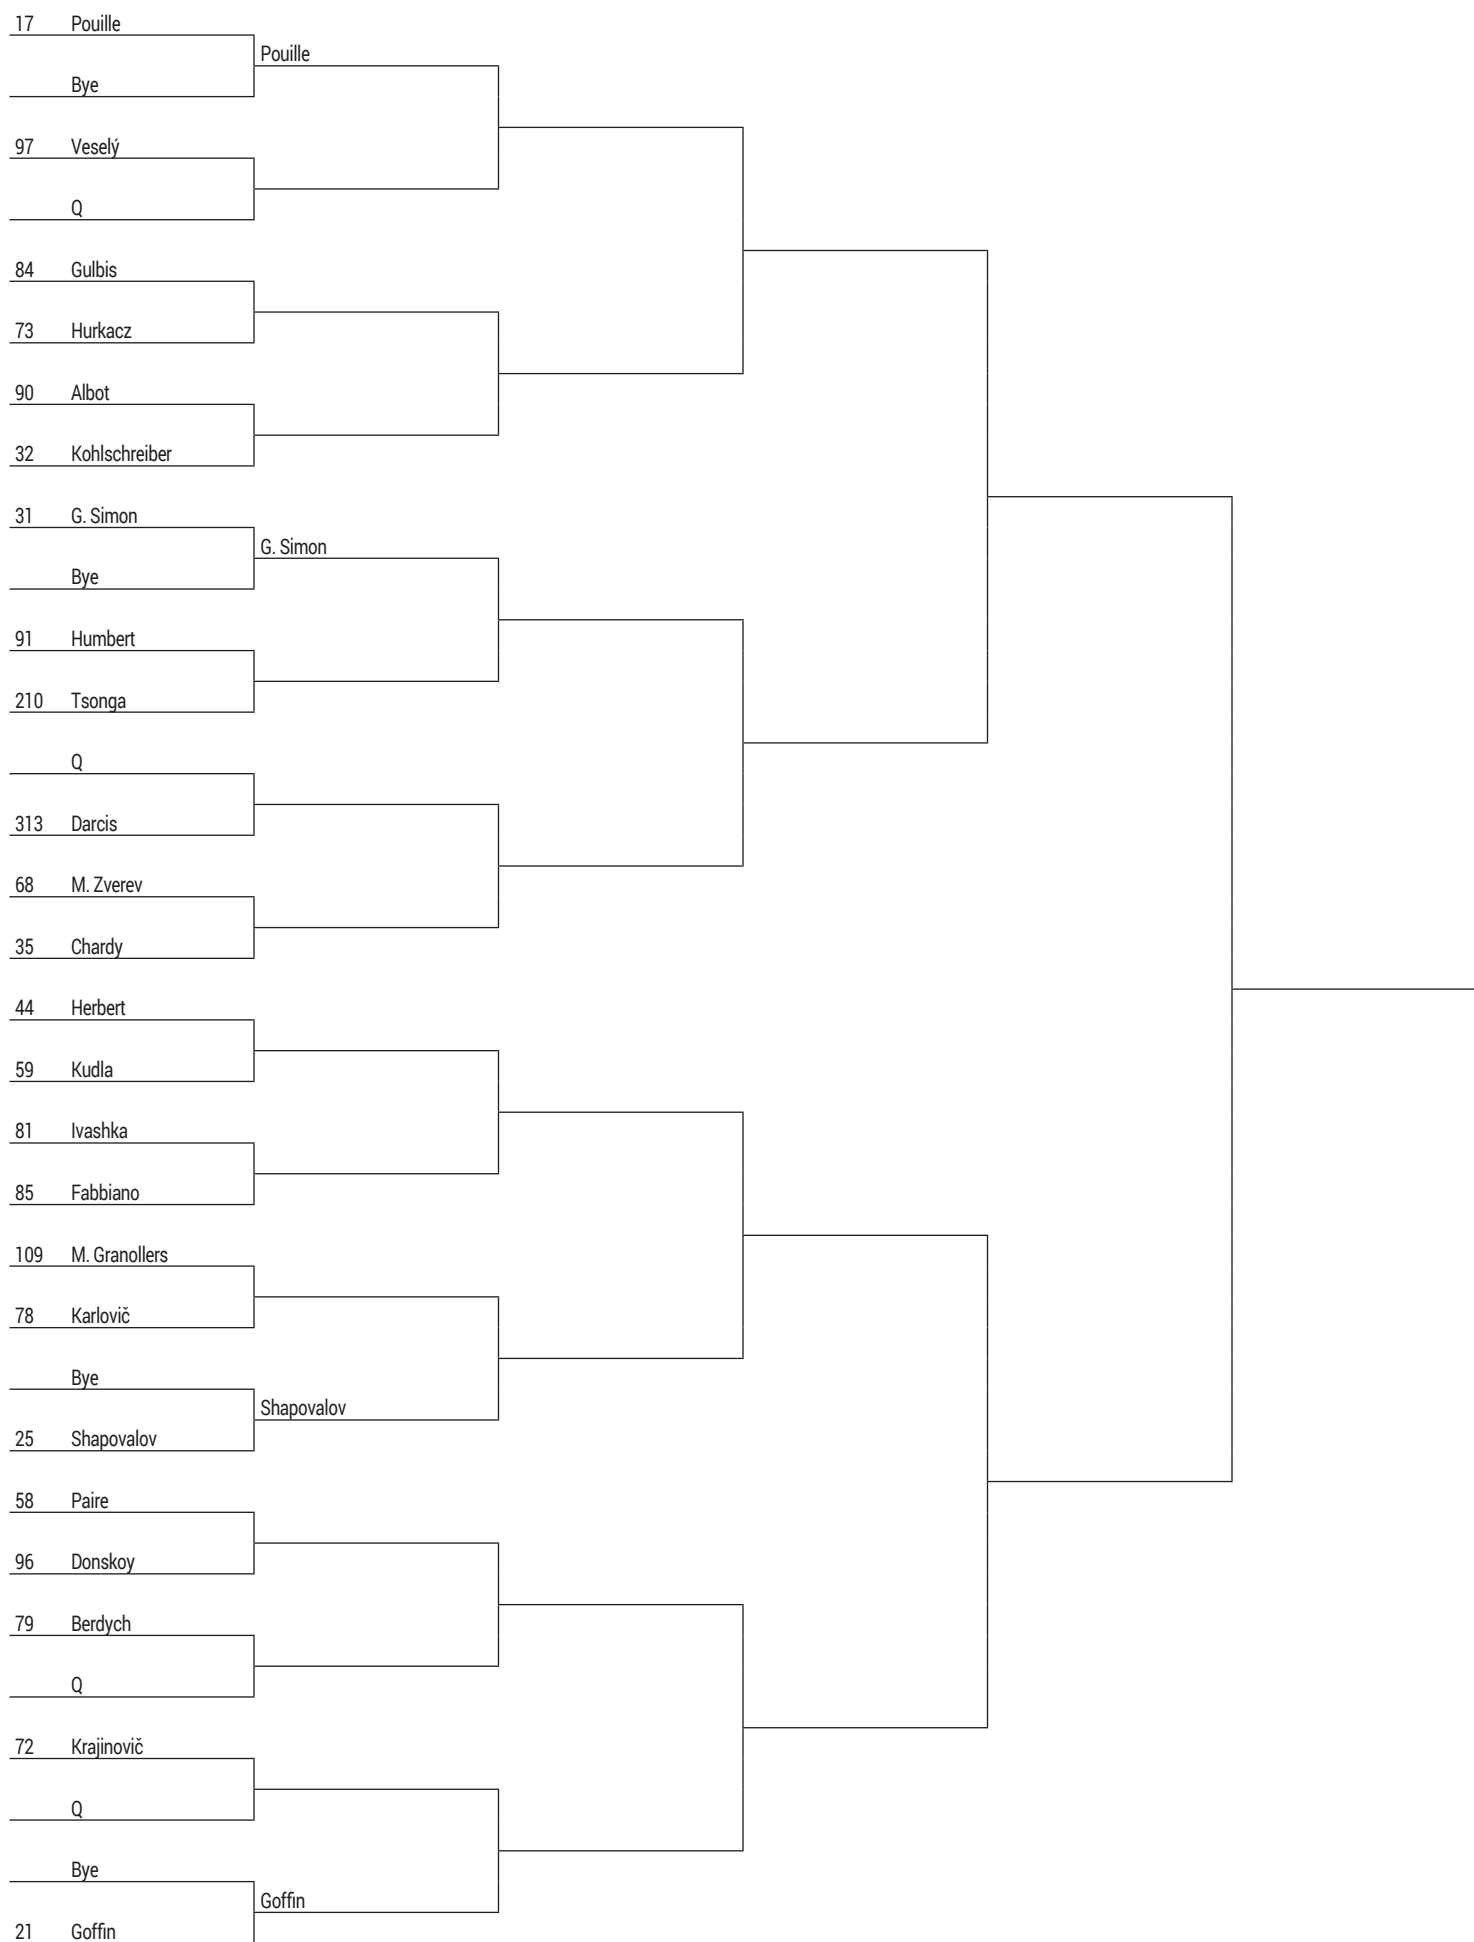 17 Pouille
Pouille
Bye
97 Veselý
Q
84 Gulbis
73 Hurkacz
90 Albot
32 Kohlschreiber
31 G. Simon
G. Simon
Bye
91 Humbert
210 Tsonga
Q
313 Darcis
68 M. Zverev
35 Chardy
44 Herbert
59 Kudla
81 Ivashka
85 Fabbiano
109 M. Granollers
78 Karlovič
Bye
Shapovalov
25 Shapovalov
58 Paire
96 Donskoy
79 Berdych
Q
72 Krajinovič
Q
Bye
Goffin
21 Goffin